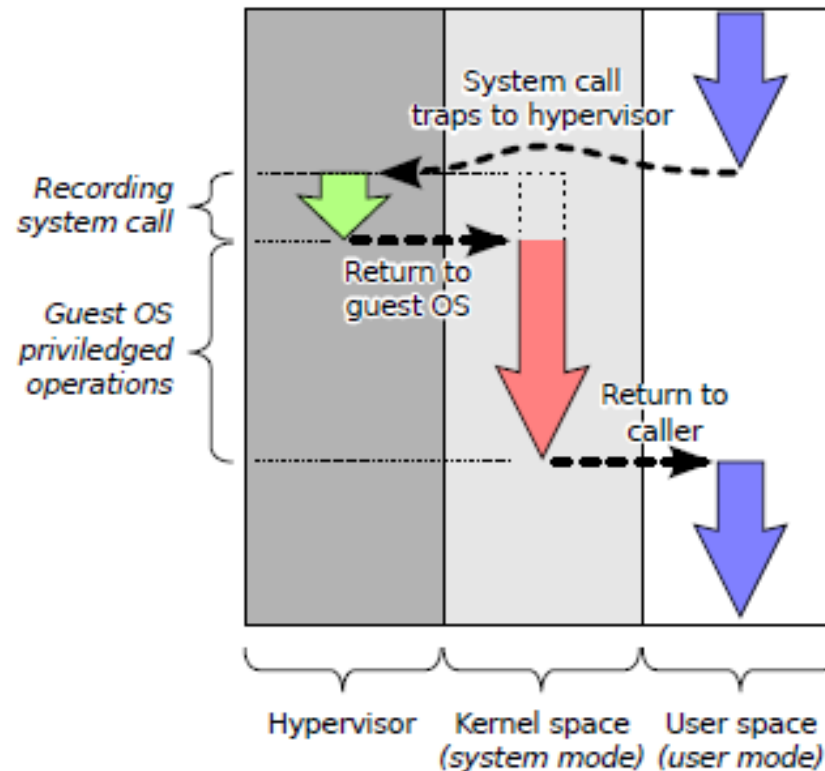 System call
traps to hypervisor
Recording
system call
Return to
guest OS
Guest OS
priviledged
operations
Return to
caller
Hypervisor
Kernel space
(system mode)
User space
(user mode)